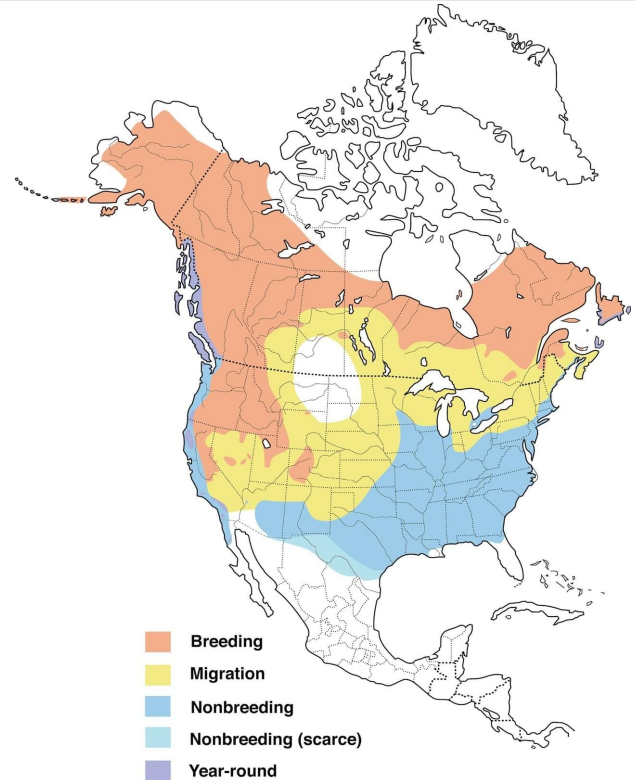 Breeding
Migration
Nonbreeding
Nonbreeding (scarce)
Year-round